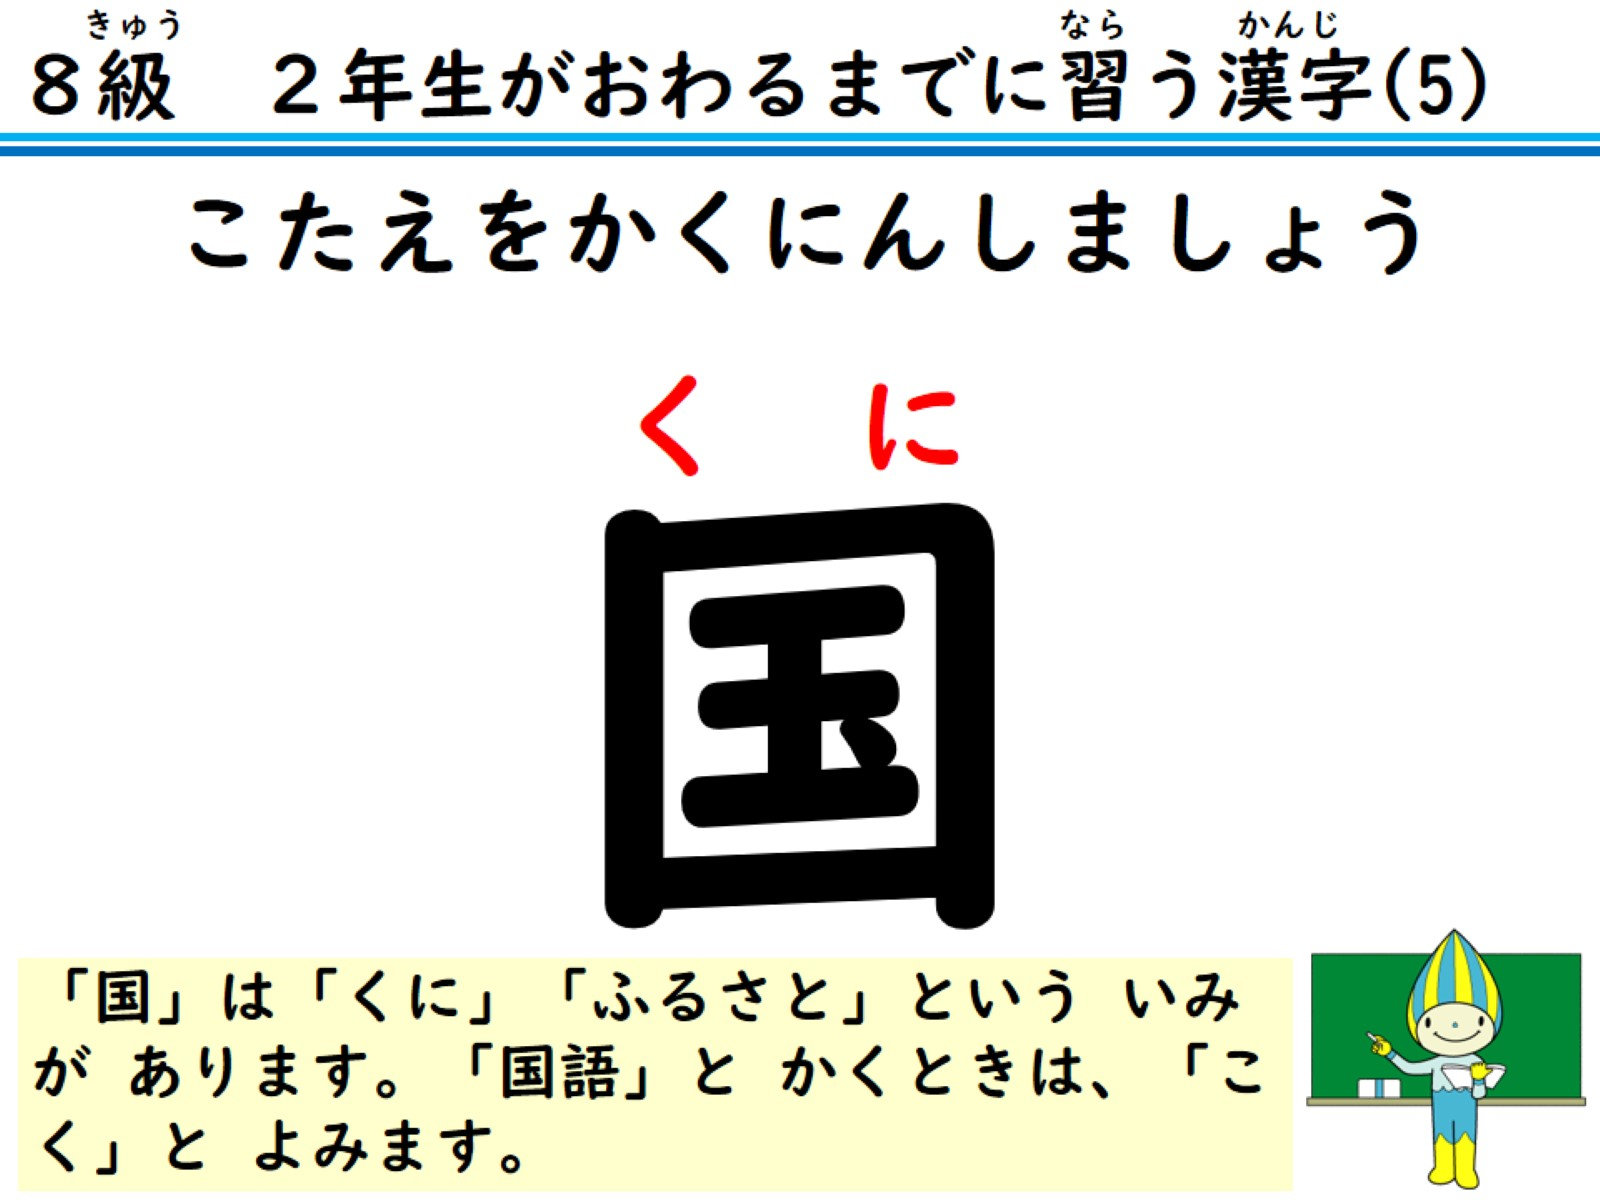 きゅう なら かんじ
8級 2年生がおわるまでに習う漢字(5)
こたえをかくにんしましょう
くに
国
「国」は「くに」「ふるさと」という いみ
が あります。「国語」と かくときは、「こ
く」と よみます。